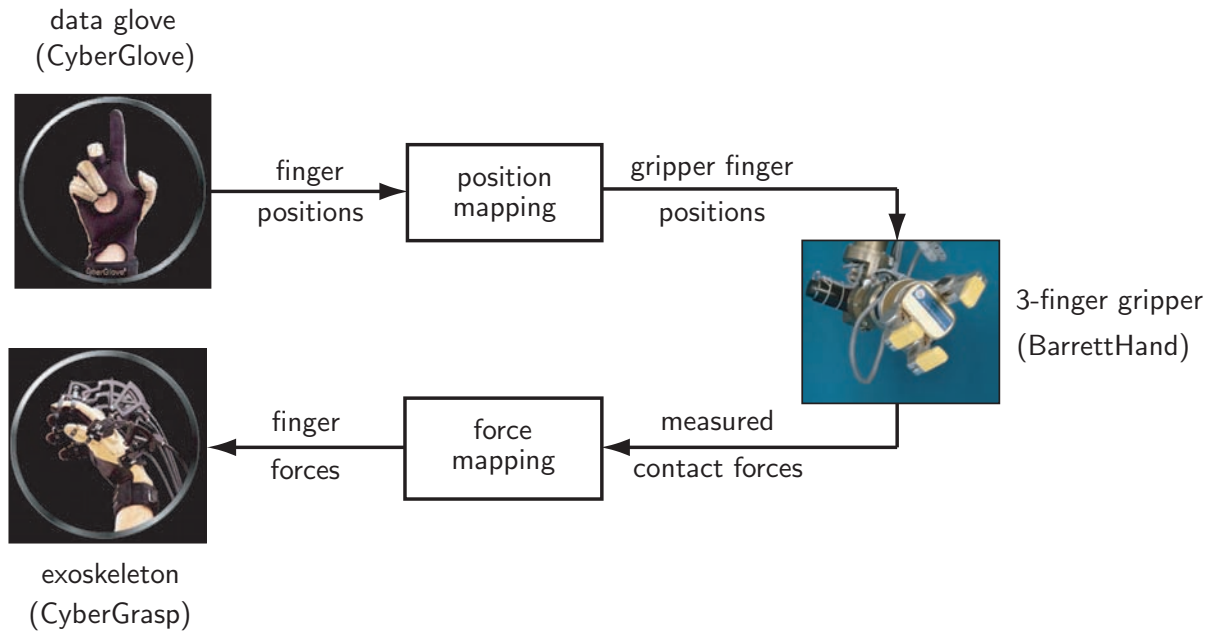 data glove
(CyberGlove)
CyberGlove
finger
positions
position
mapping
gripper finger
positions
3-finger gripper
(BarrettHand)
measured
contact forces
force
mapping
finger
forces
exoskeleton
(CyberGrasp)